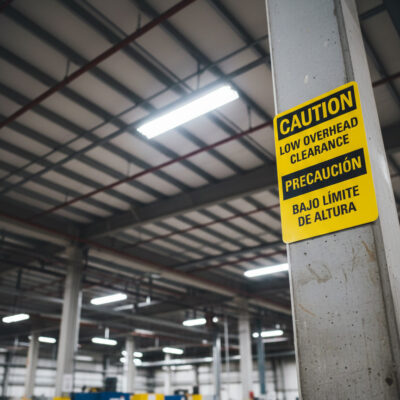 CAUTION
LOW OVERHEAD
CLEARANCE
PRECAUCIÓN
BAJO LÍMITE
DE ALTURA